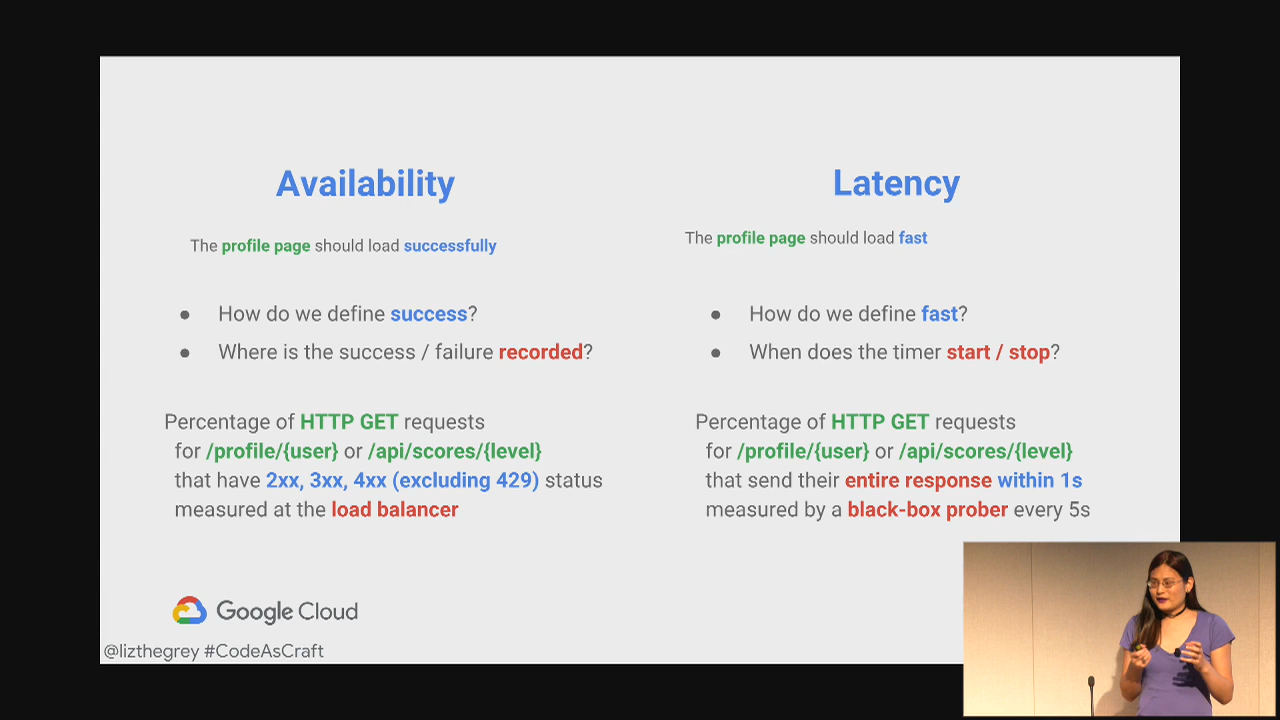 Availability
The profile page should load successfully
● How do we define success?
● Where is the success / failure recorded?
Percentage of HTTP GET requests
for /profile/{user} or /api/scores/{level}
that have 2xx, 3xx, 4xx (excluding 429) status
measured at the load balancer
Latency
The profile page should load fast
● How do we define fast?
● When does the timer start / stop?
Percentage of HTTP GET requests
for /profile/{user} or /api/scores/{level}
that send their entire response within 1s
measured by a black-box prober every 5s
Google Cloud
@lizthegrey #CodeAsCraft